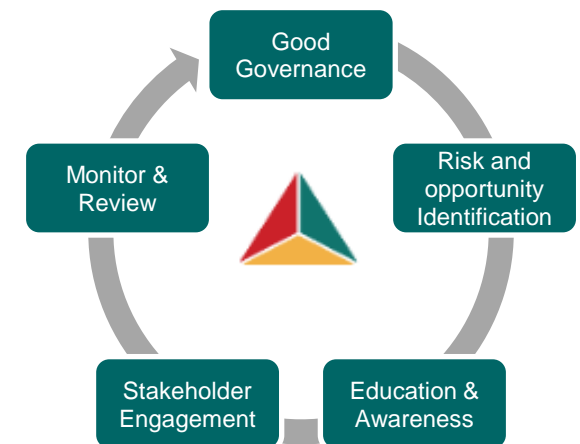 Good
Governance
Risk and
opportunity
Identification
Education &
Awareness
Stakeholder
Engagement
Monitor &
Review